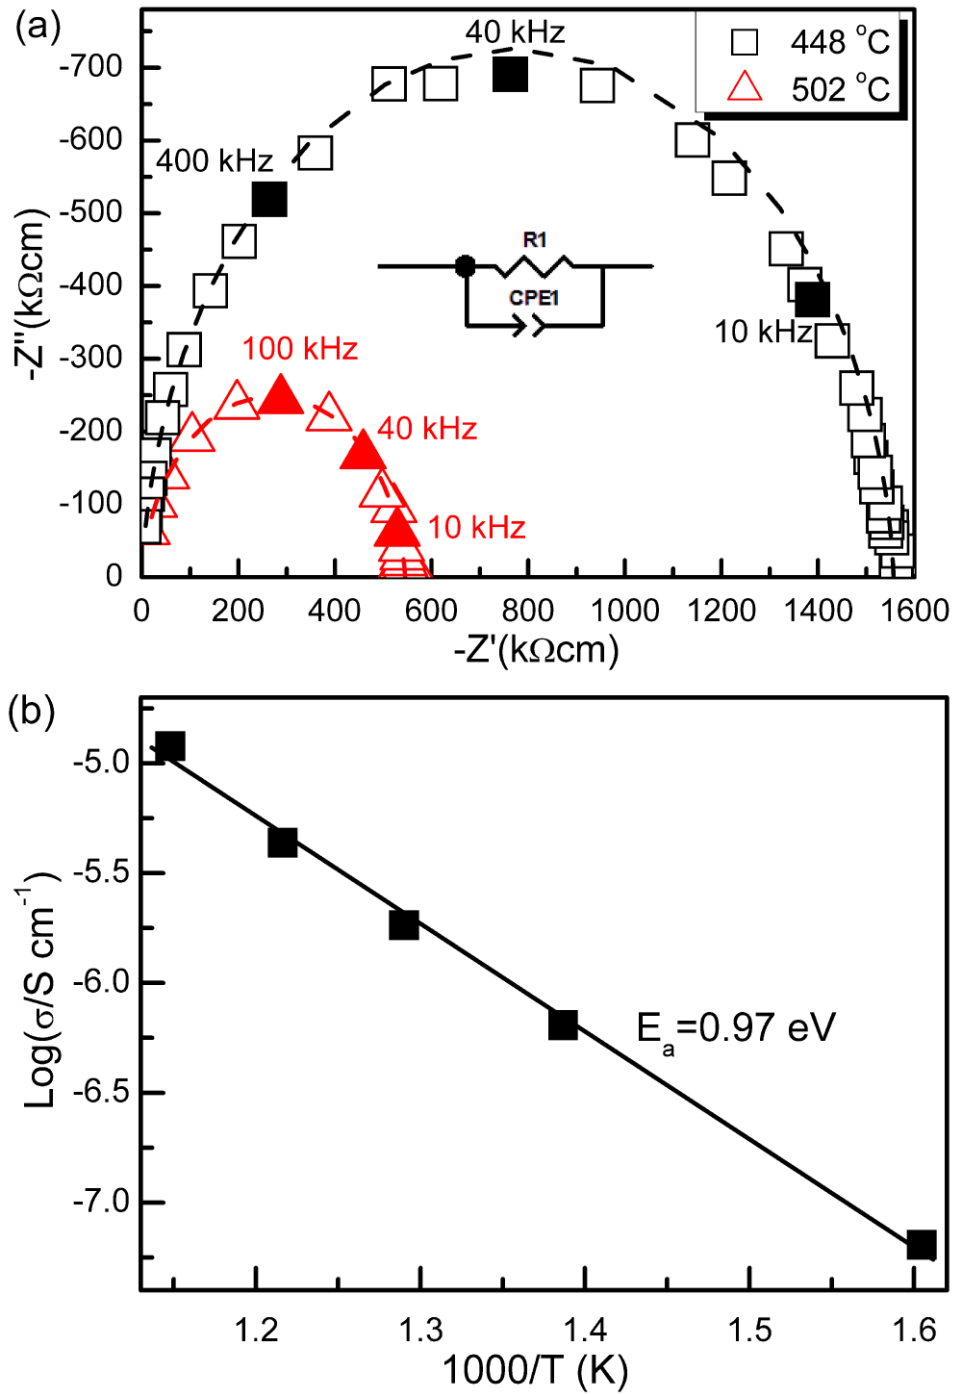 (a)
40 kHz
448 °C
502 °C
400 kHz
R1
CPE1
10 kHz
100 kHz
40 kHz
10 kHz
-Z''(kΩcm)
-700
-600
-500
-400
-300
-200
-100
0
0 200 400 600 800 1000 1200 1400 1600
-Z'(kΩcm)
(b)
Log(σ/S cm⁻¹)
-5.0
-5.5
-6.0
-6.5
-7.0
Eₐ=0.97 eV
1.2 1.3 1.4 1.5 1.6
1000/T (K)